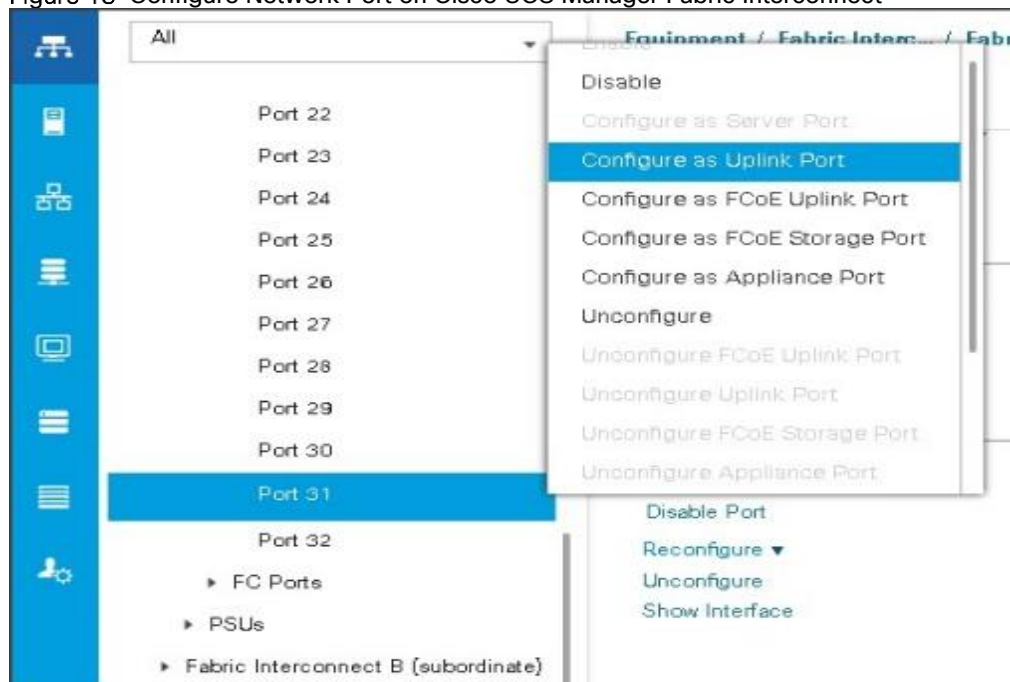 Figure 18 Configure Network Port on Cisco UCS Manager Fabric Interconnect
All
Equipment / Fabric Interc... / Fabr
Port 22
Port 23
Port 24
Port 25
Port 26
Port 27
Port 28
Port 29
Port 30
Port 31
Port 32
FC Ports
PSUs
Fabric Interconnect B (subordinate)
Enable
Disable
Configure as Server Port
Configure as Uplink Port
Configure as FCoE Uplink Port
Configure as FCoE Storage Port
Configure as Appliance Port
Unconfigure
Unconfigure FCoE Uplink Port
Unconfigure Uplink Port
Unconfigure FCoE Storage Port
Unconfigure Appliance Port
Disable Port
Reconfigure
Unconfigure
Show Interface